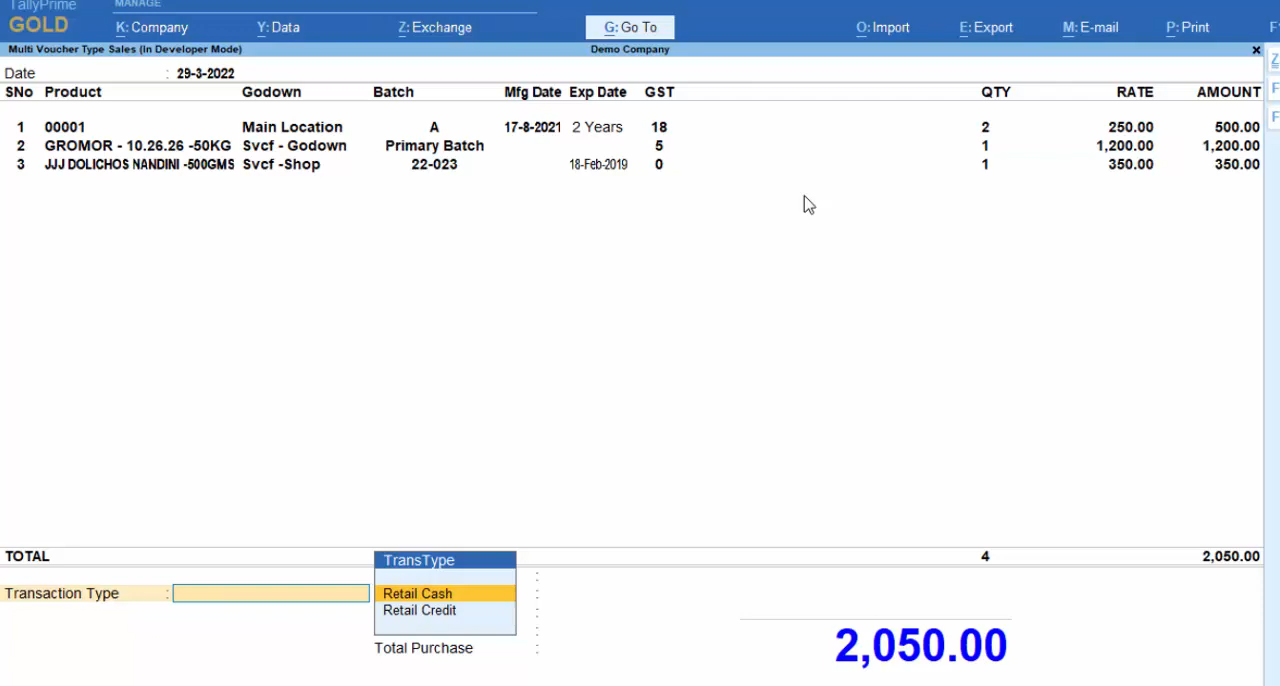 TallyPrime MANAGE
GOLD K: Company Y: Data Z: Exchange G: Go To O: Import E: Export M: E-mail P: Print F
Multi Voucher Type Sales (In Developer Mode) Demo Company x
Z
Date : 29-3-2022
F
SNo Product Godown Batch Mfg Date Exp Date GST QTY RATE AMOUNT
F
1 00001 Main Location A 17-8-2021 2 Years 18 2 250.00 500.00
2 GROMOR - 10.26.26 -50KG Svcf - Godown Primary Batch 5 1 1,200.00 1,200.00
3 JJJ DOLICHOS NANDINI -500GMS Svcf -Shop 22-023 18-Feb-2019 0 1 350.00 350.00
TOTAL 4 2,050.00
TransType
:
Transaction Type : Retail Cash :
Retail Credit :
:
Total Purchase : 2,050.00